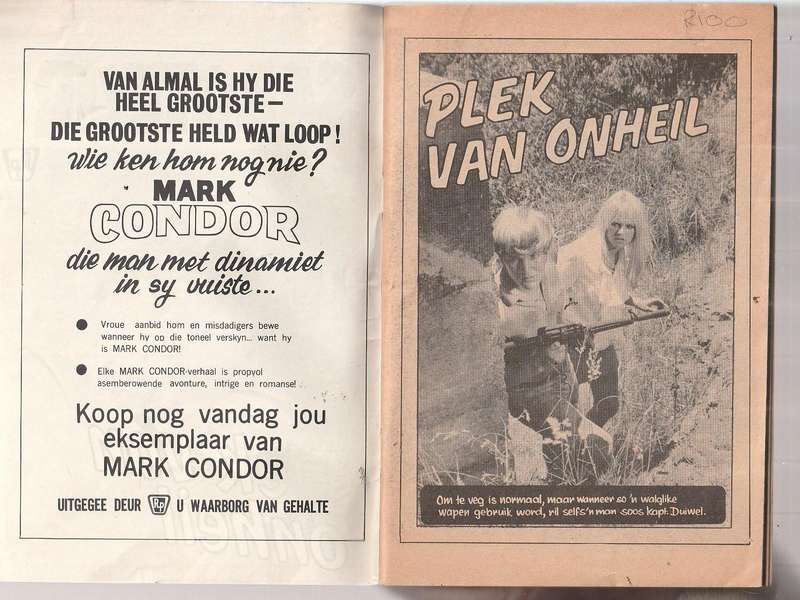 VAN ALMAL IS HY DIE
HEEL GROOTSTE—
DIE GROOTSTE HELD WAT LOOP!
wie ken hom nog nie?
MARK
CONDOR
die man met dinamiet
in sy vuiste...
● Vroue aanbid hom en misdadigers bewe
wanneer hy op die toneel verskyn... want hy
is MARK CONDOR!
● Elke MARK CONDOR-verhaal is propvol
asemberowende avonture, intrige en romanse!
Koop nog vandag jou
eksemplaar van
MARK CONDOR
UITGEGEE DEUR RP U WAARBORG VAN GEHALTE
R100
PLEK
VAN ONHEIL
Om te veg is normaal, maar wanneer so 'n walglike
wapen gebruik word, ril selfs 'n man soos kapt. Duiwel.